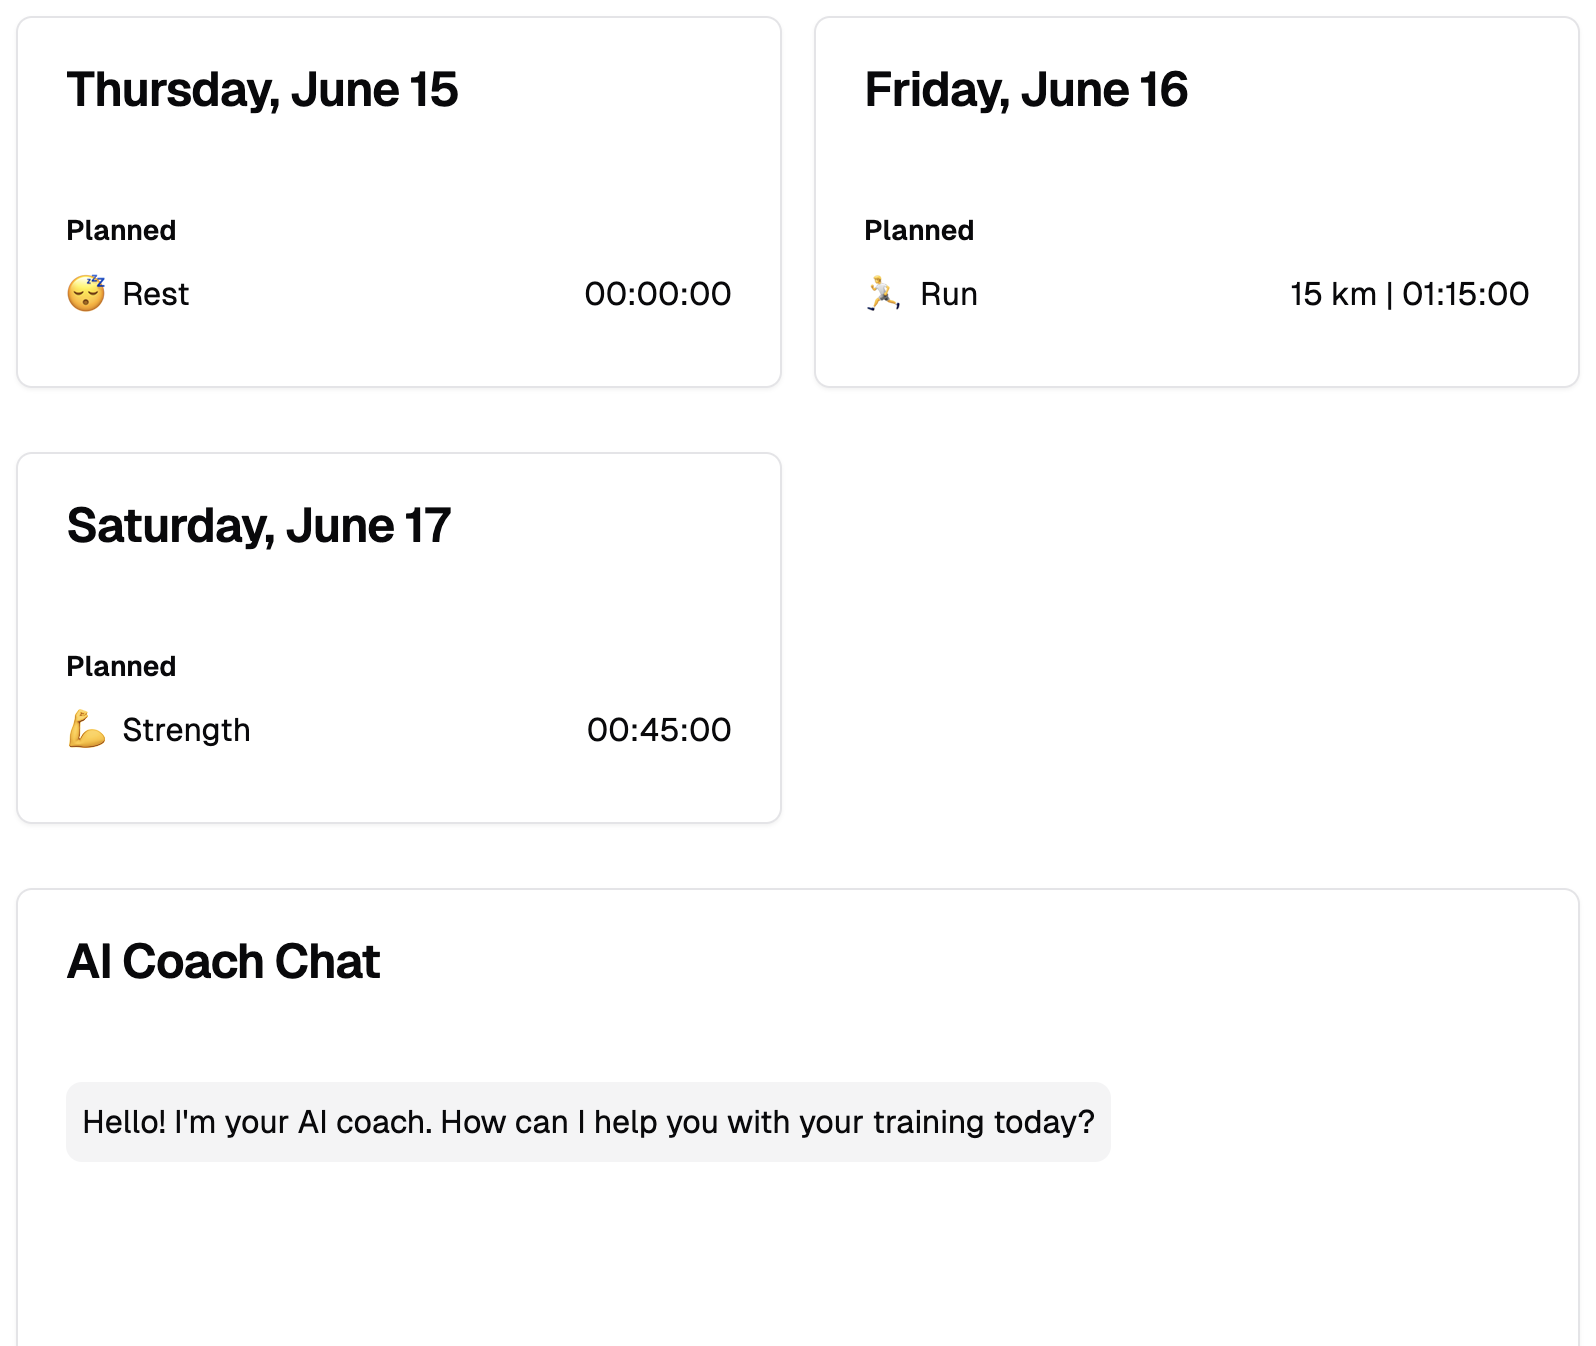 Thursday, June 15
Planned
😴 Rest 00:00:00
Friday, June 16
Planned
🏃 Run 15 km | 01:15:00
Saturday, June 17
Planned
💪 Strength 00:45:00
AI Coach Chat
Hello! I'm your AI coach. How can I help you with your training today?